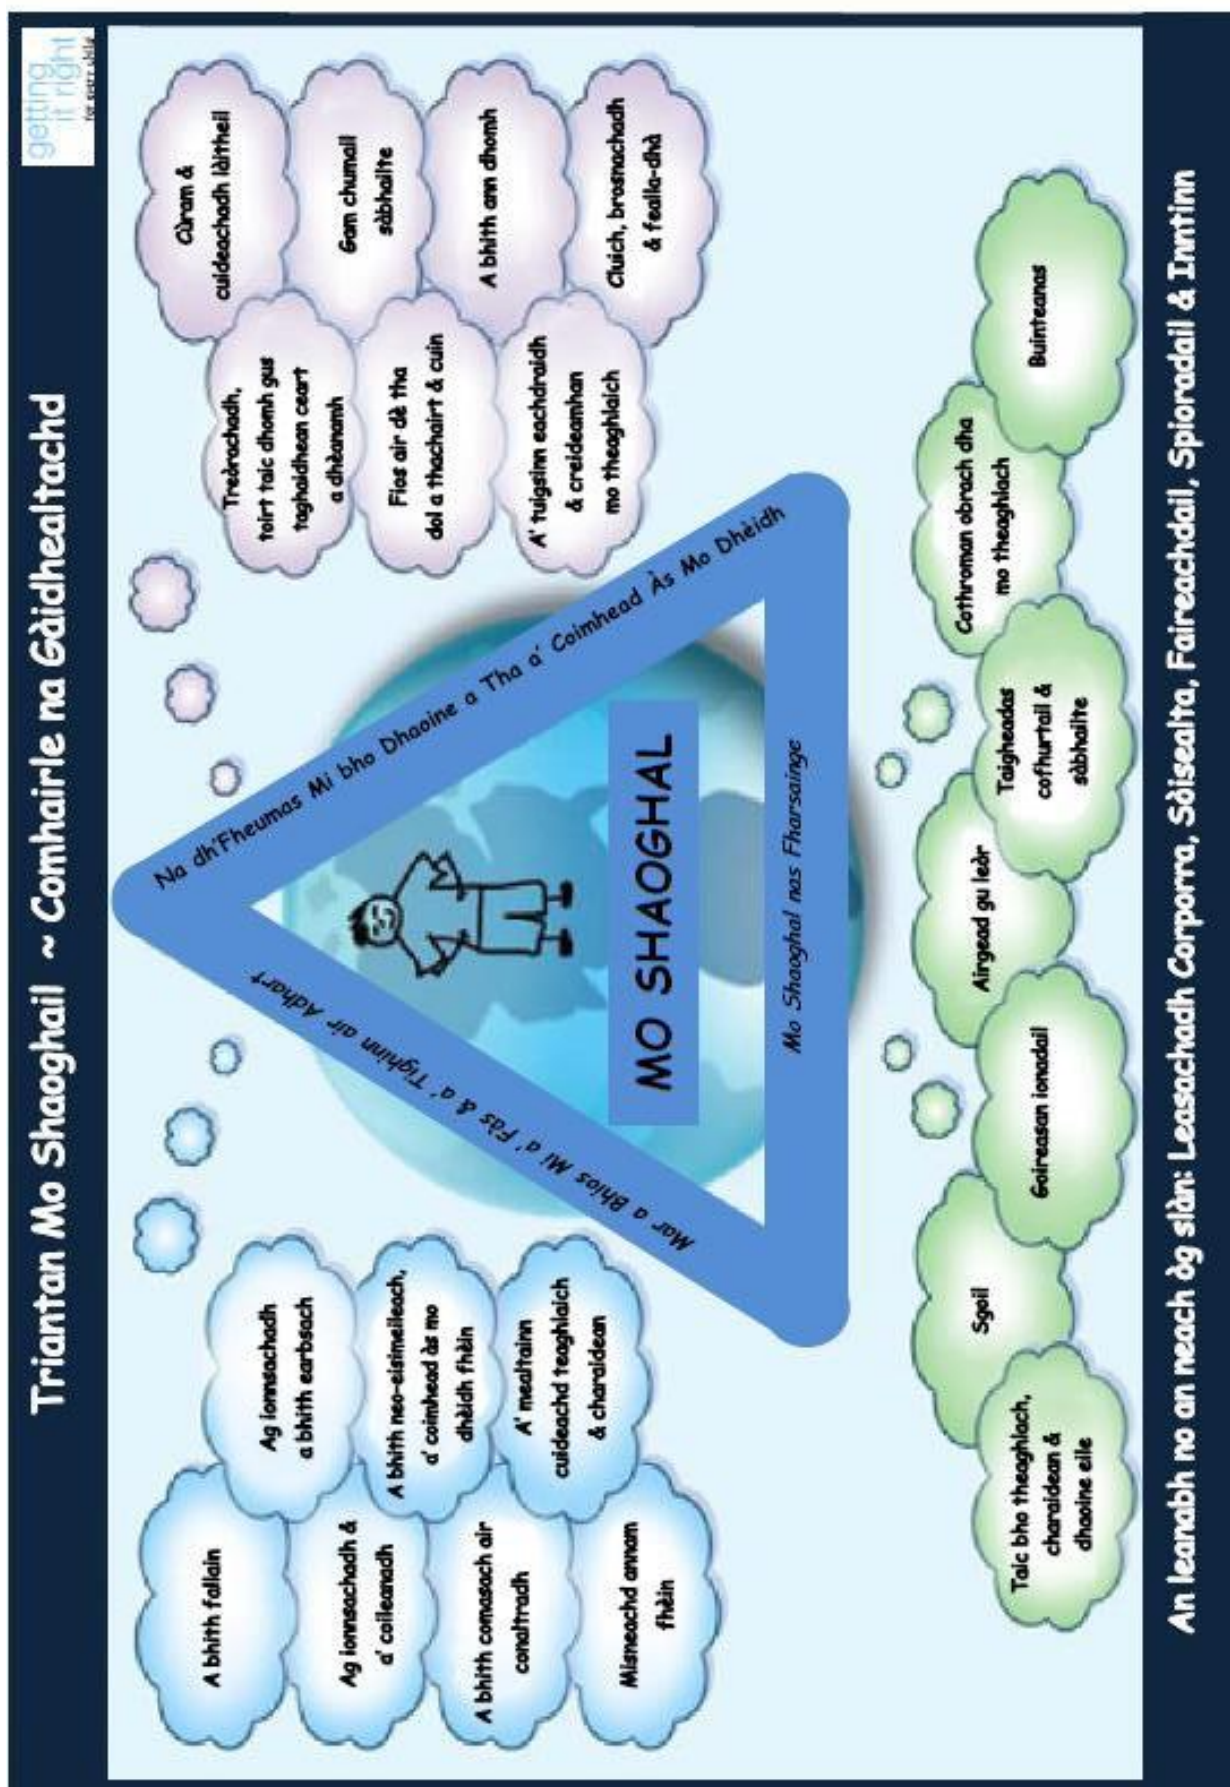 Triantan Mo Shaoghail ~ Comhairle na Gàidhealtachd
getting
it right
for every child
A bhith fallain
Ag ionnsachadh &
a' coileanadh
A bhith comasach air
conaltradh
Misneachd annam
fhèin
Ag ionnsachadh
a bhith earbsach
A bhith neo-eisimeileach,
a' coimhead às mo
dhèidh fhèin
A' mealtainn
cuideachd teaghlaich
& charaidean
Mar a Bhios Mi a' Fàs & a' Tighinn air Adhart
Na dh'Fheumas Mi bho Dhaoine a Tha a' Coimhead Às Mo Dhèidh
MO SHAOGHAL
Mo Shaoghal nas Fharsainge
Treòrachadh,
toirt taic dhomh gus
taghaidhean ceart
a dhèanamh
Fios air dè tha
dol a thachairt & cuin
A' tuigsinn eachdraidh
& creideamhan
mo theaghlaich
Cùram &
cuideachadh làitheil
Gam chumail
sàbhailte
A bhith ann dhomh
Cluich, brosnachadh
& fealla-dhà
Taic bho theaghlach,
charaidean &
dhaoine eile
Sgoil
Goireasan ionadail
Airgead gu leòr
Taigheadas
cofhurtail &
sàbhailte
Cothroman obrach dha
mo theaghlach
Buinteanas
An leanabh no an neach òg slàn: Leasachadh Corporra, Sòisealta, Faireachdail, Spioradail & Inntinn